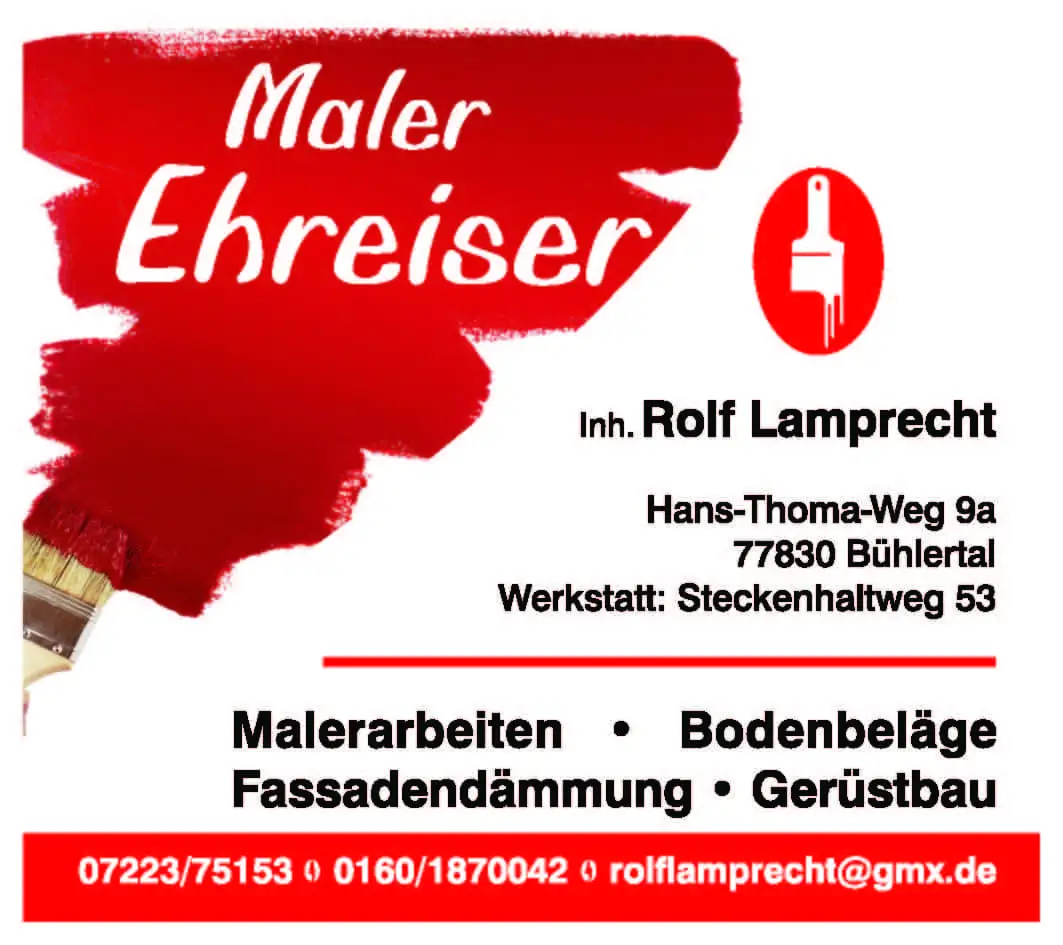 Maler
Ehreiser
Inh. Rolf Lamprecht
Hans-Thoma-Weg 9a
77830 Bühlertal
Werkstatt: Steckenhaltweg 53
Malerarbeiten • Bodenbeläge
Fassadendämmung • Gerüstbau
07223/75153 0160/1870042 rolflamprecht@gmx.de